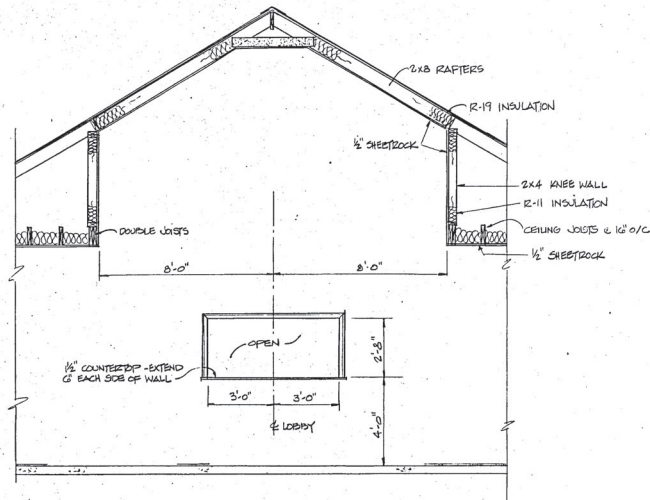 2x8 RAFTERS
R-19 INSULATION
1/2" SHEETROCK
2x4 KNEE WALL
R-11 INSULATION
DOUBLE JOISTS
CEILING JOISTS @ 16" O/C
1/2" SHEETROCK
8'-0"
8'-0"
OPEN
2'-8"
1/2" COUNTERTOP - EXTEND
6" EACH SIDE OF WALL
3'-0"
3'-0"
4'-0"
℄ LOBBY